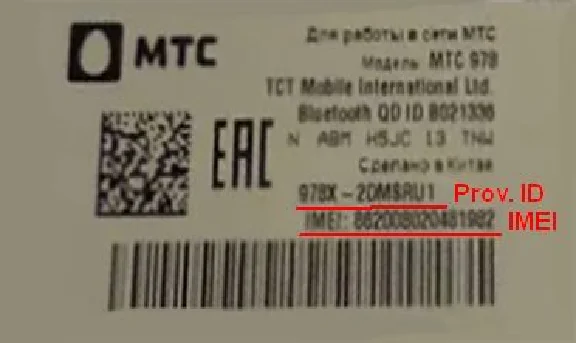 МТС
Для работы в сети МТС
Модель: МТС 978
TCT Mobile International Ltd.
Bluetooth QD ID B021336
N ABM H5JC 13 TNW
EAC
Сделано в Китае
978X-2DMSRU1 Prov. ID
IMEI: 862008020481982 IMEI